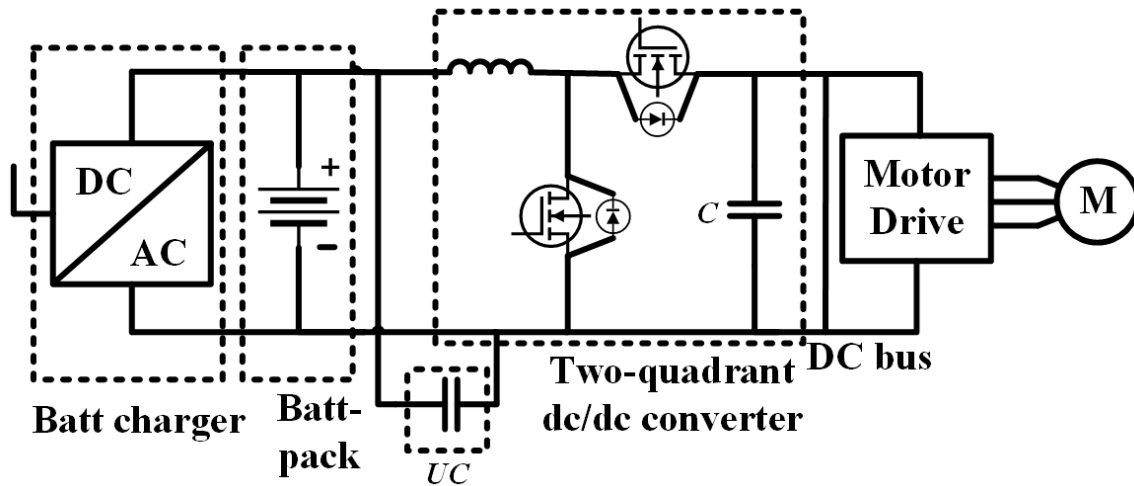 DC
AC
+
-
C
Motor
Drive
M
Batt charger
Batt-
pack
UC
Two-quadrant
dc/dc converter
DC bus